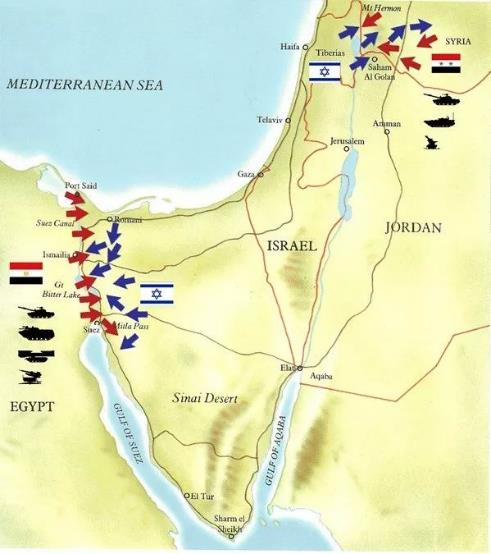 Mt Hermon
Haifa
Tiberias
SYRIA
Saham
Al Golan
MEDITERRANEAN SEA
Telaviv
Amman
Jerusalem
Gaza
Port Said
Suez Canal
Romani
ISRAEL
JORDAN
Ismailia
Gt
Bitter Lake
Suez
Mitla Pass
Elat
Aqaba
EGYPT
Sinai Desert
GULF OF SUEZ
GULF OF AQABA
El Tur
Sharm el
Sheikh